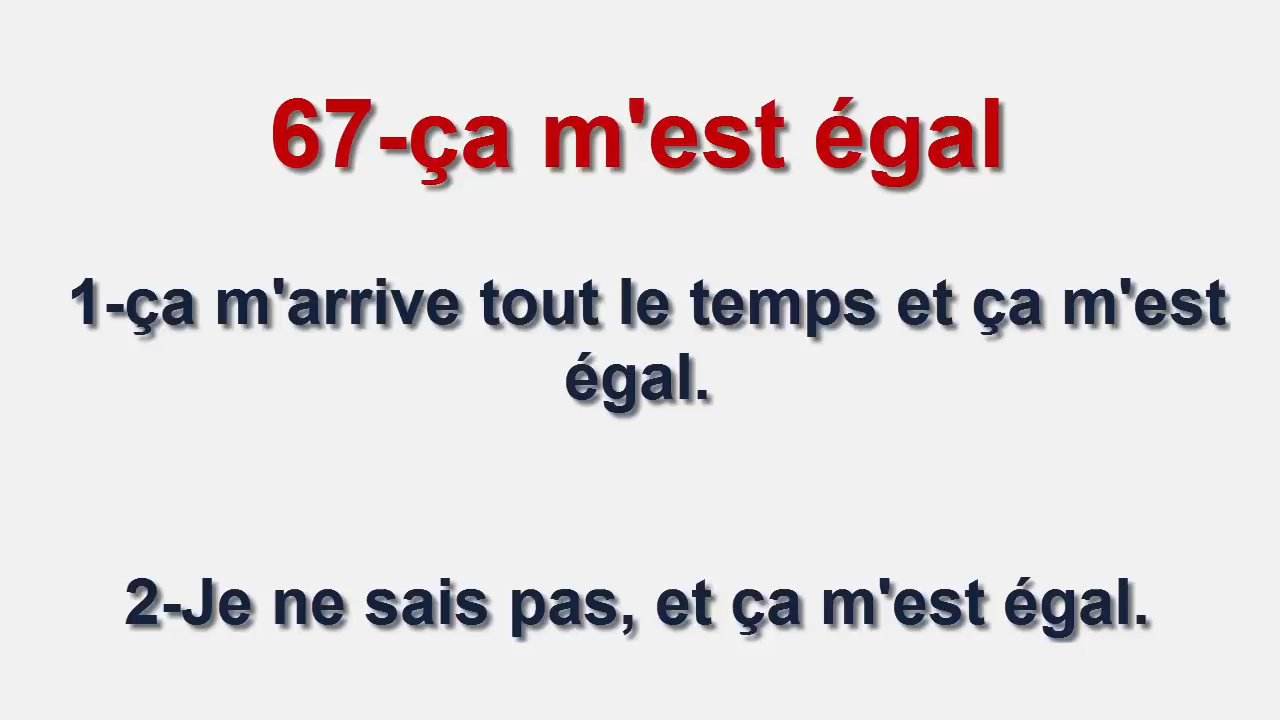 67-ça m'est égal
1-ça m'arrive tout le temps et ça m'est
égal.
2-Je ne sais pas, et ça m'est égal.